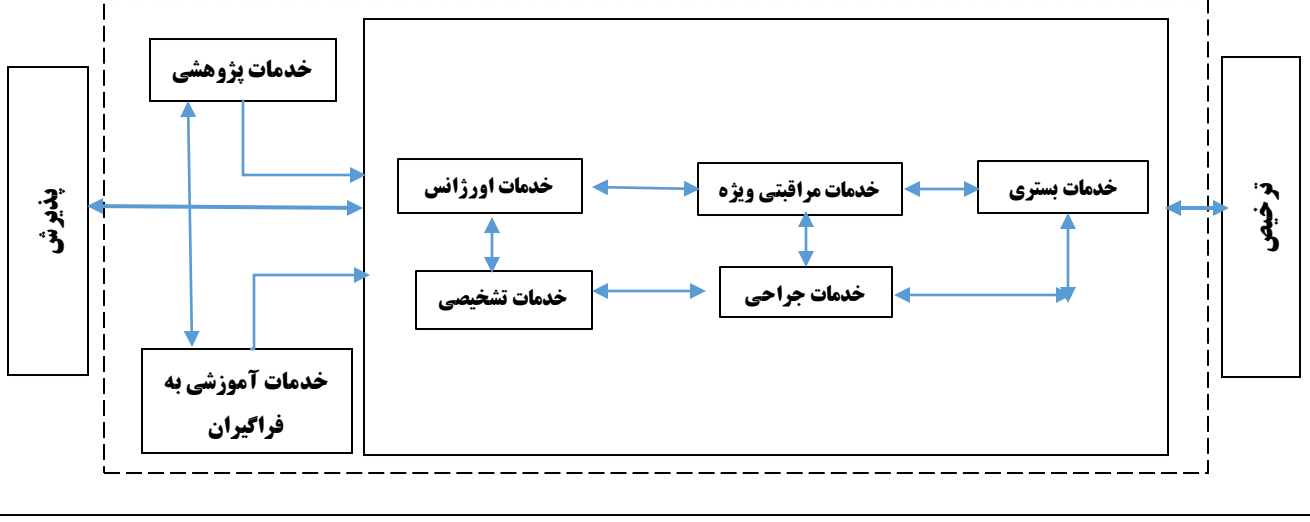 خدمات پژوهشی
پذیرش
خدمات اورژانس
خدمات مراقبتی ویژه
خدمات بستری
ترخیص
خدمات تشخیصی
خدمات جراحی
خدمات آموزشی به
فراگیران